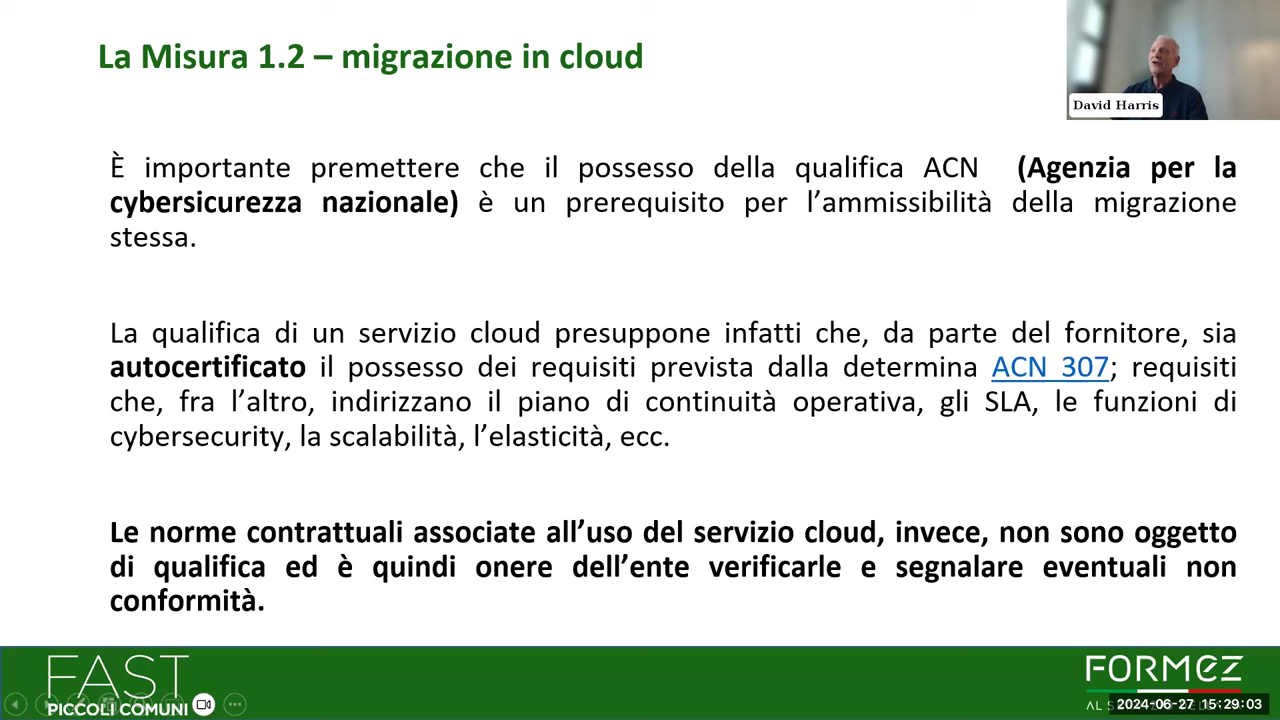 La Misura 1.2 – migrazione in cloud
David Harris
È importante premettere che il possesso della qualifica ACN (Agenzia per la
cybersicurezza nazionale) è un prerequisito per l’ammissibilità della migrazione
stessa.
La qualifica di un servizio cloud presuppone infatti che, da parte del fornitore, sia
autocertificato il possesso dei requisiti prevista dalla determina ACN 307; requisiti
che, fra l’altro, indirizzano il piano di continuità operativa, gli SLA, le funzioni di
cybersecurity, la scalabilità, l’elasticità, ecc.
Le norme contrattuali associate all’uso del servizio cloud, invece, non sono oggetto
di qualifica ed è quindi onere dell’ente verificarle e segnalare eventuali non
conformità.
FAST
PICCOLI COMUNI
FORMEZ
2024-06-27 15:29:03